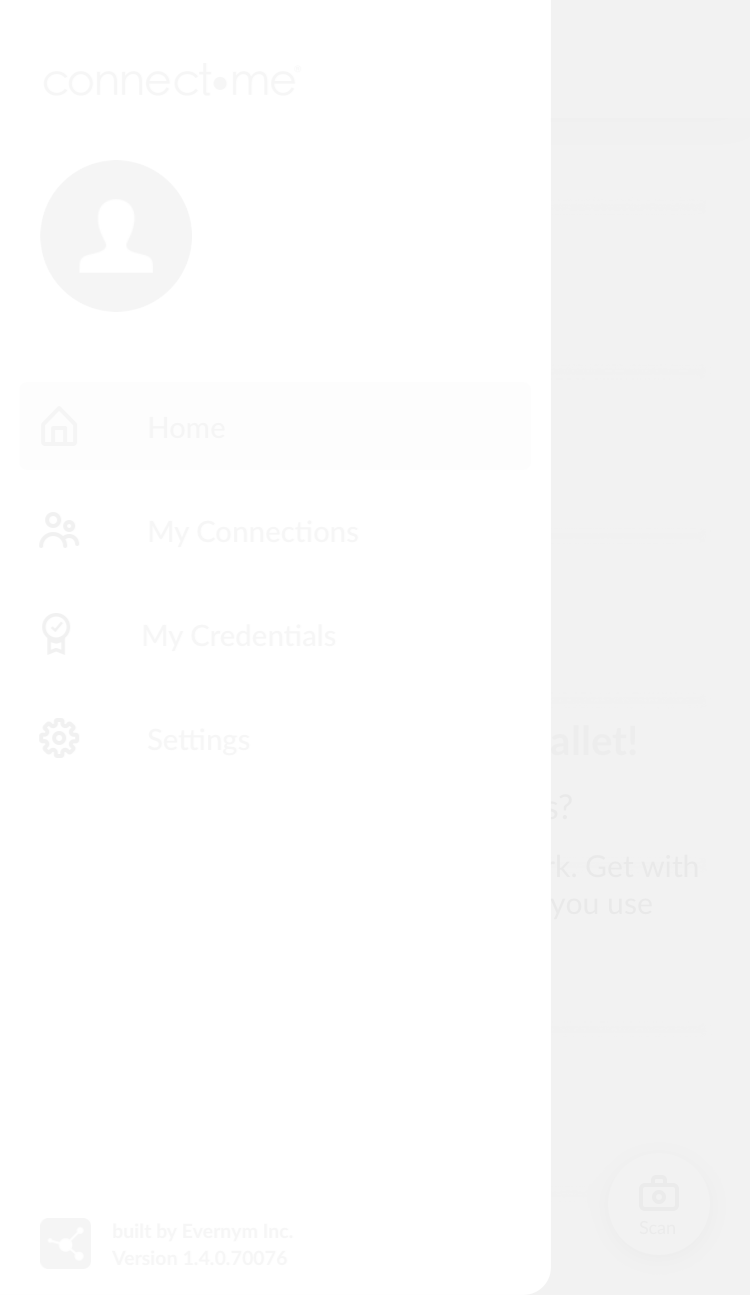 connect•me
Home
My Connections
My Credentials
Settings
allet!
s?
rk. Get with
you use
Scan
built by Evernym Inc.
Version 1.4.0.70076